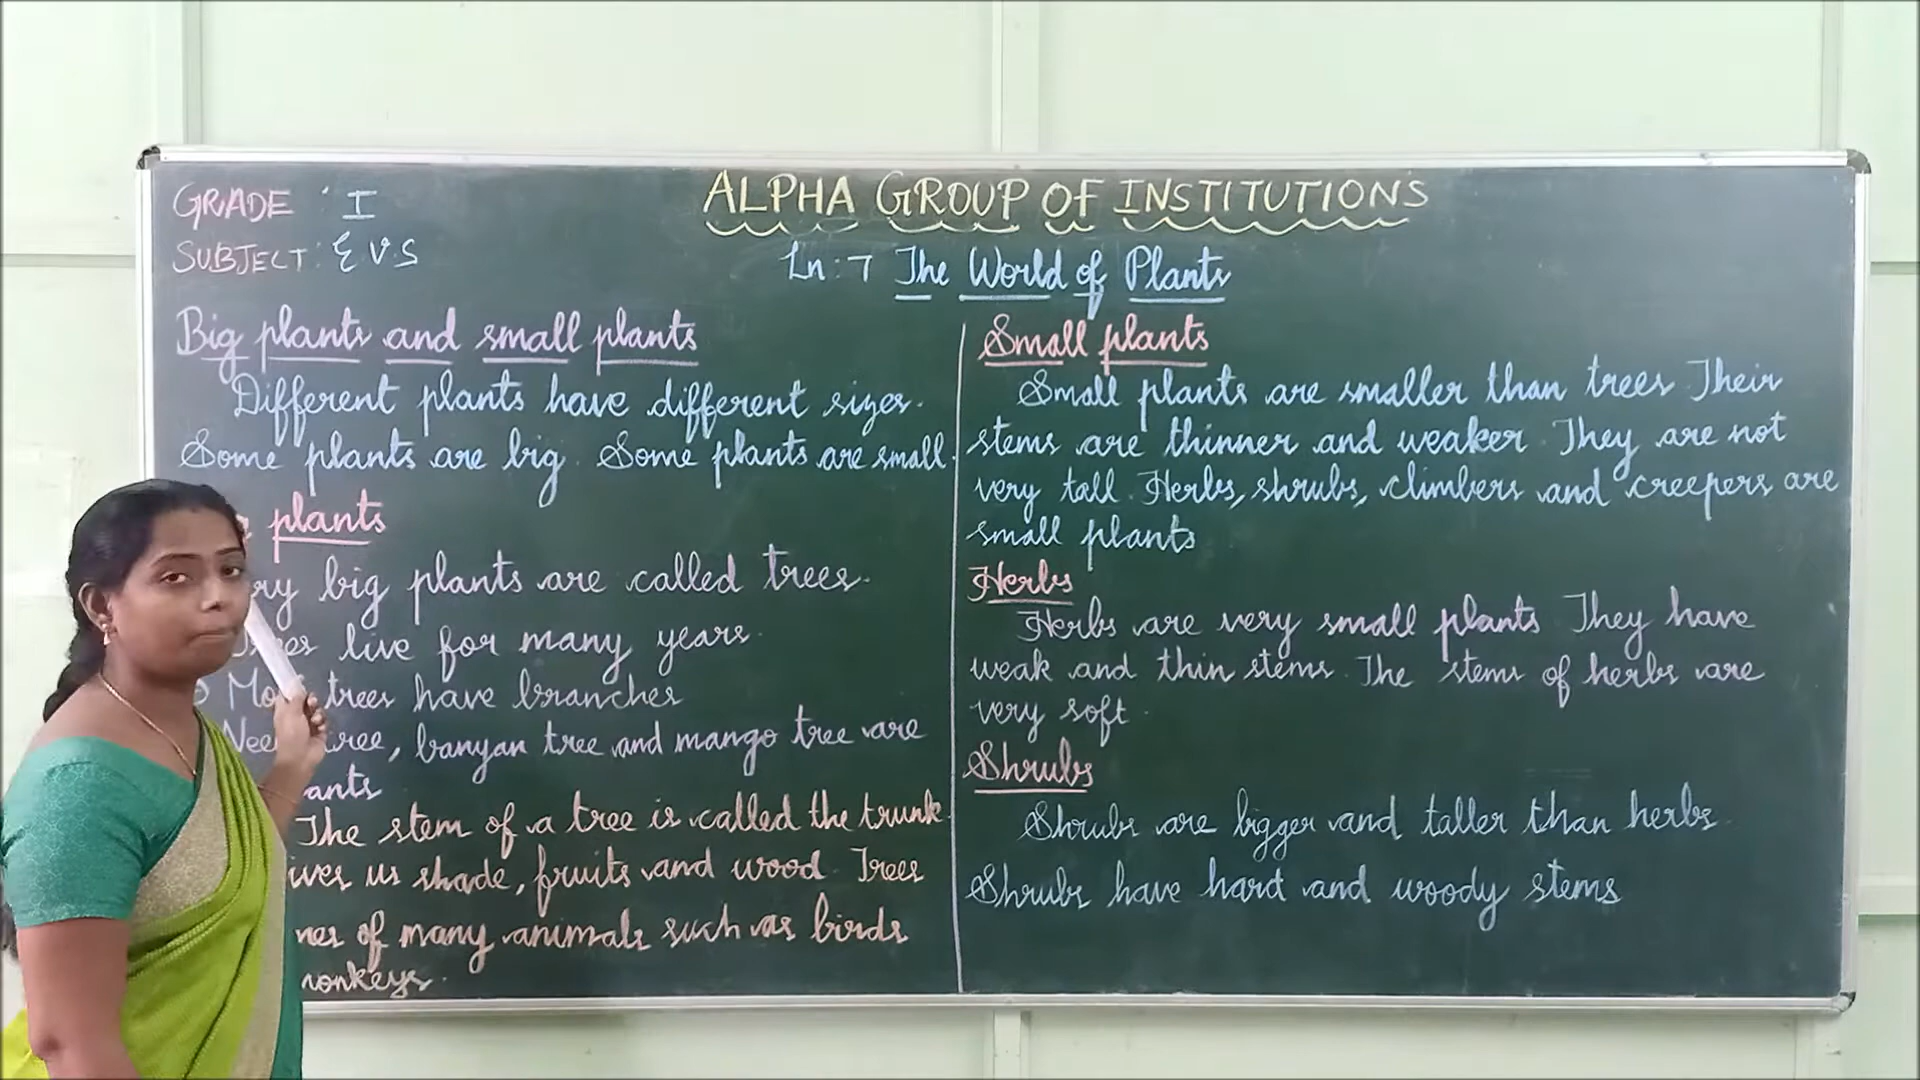 ALPHA GROUP OF INSTITUTIONS
GRADE : I
SUBJECT : E V S
Ln : 7 The World of Plants
Big plants and small plants
Different plants have different sizes.
Some plants are big. Some plants are small.
plants
big plants are called trees.
live for many years.
trees have branches
tree, banyan tree and mango tree are
The stem of a tree is called the trunk.
us shade, fruits and wood. Trees
of many animals such as birds
Small plants
Small plants are smaller than trees. Their
stems are thinner and weaker. They are not
very tall. Herbs, shrubs, climbers and creepers are
small plants
Herbs
Herbs are very small plants. They have
weak and thin stems. The stems of herbs are
very soft.
Shrubs
Shrubs are bigger and taller than herbs.
Shrubs have hard and woody stems